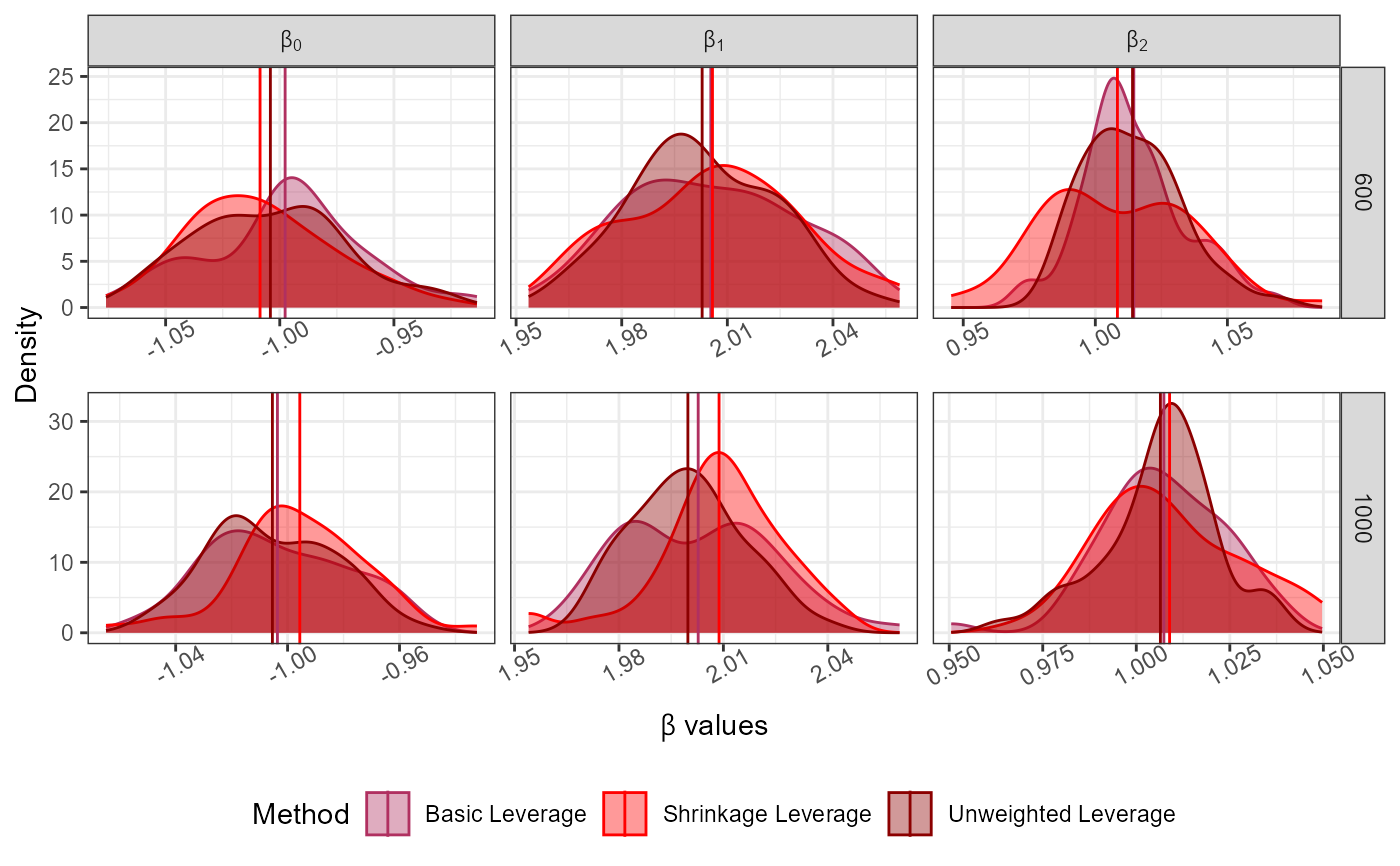 β₀ β₁ β₂
25
20
15
10
5
0
600
-1.05 -1.00 -0.95 1.95 1.98 2.01 2.04 0.95 1.00 1.05
Density
30
20
10
0
1000
-1.04 -1.00 -0.96 1.95 1.98 2.01 2.04 0.950 0.975 1.000 1.025 1.050
β values
Method Basic Leverage Shrinkage Leverage Unweighted Leverage